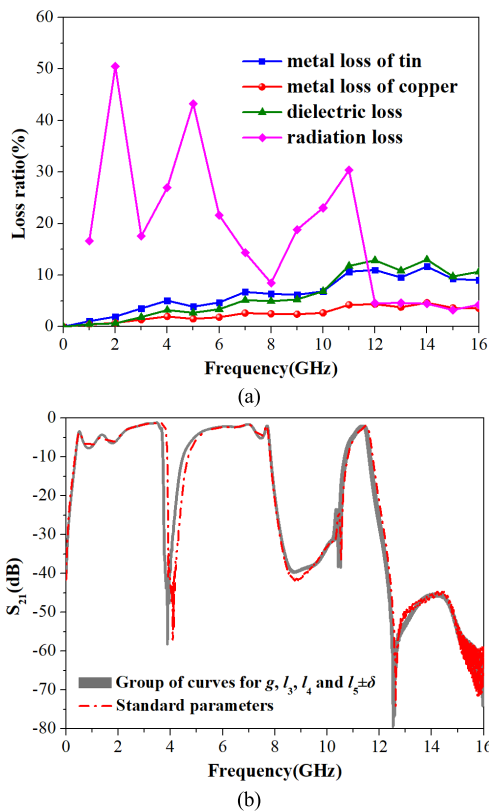 60
50
40
30
20
10
0
Loss ratio(%)
metal loss of tin
metal loss of copper
dielectric loss
radiation loss
0 2 4 6 8 10 12 14 16
Frequency(GHz)
(a)
0
-10
-20
-30
-40
-50
-60
-70
-80
S21(dB)
Group of curves for g, l3, l4 and l5±δ
Standard parameters
0 2 4 6 8 10 12 14 16
Frequency(GHz)
(b)